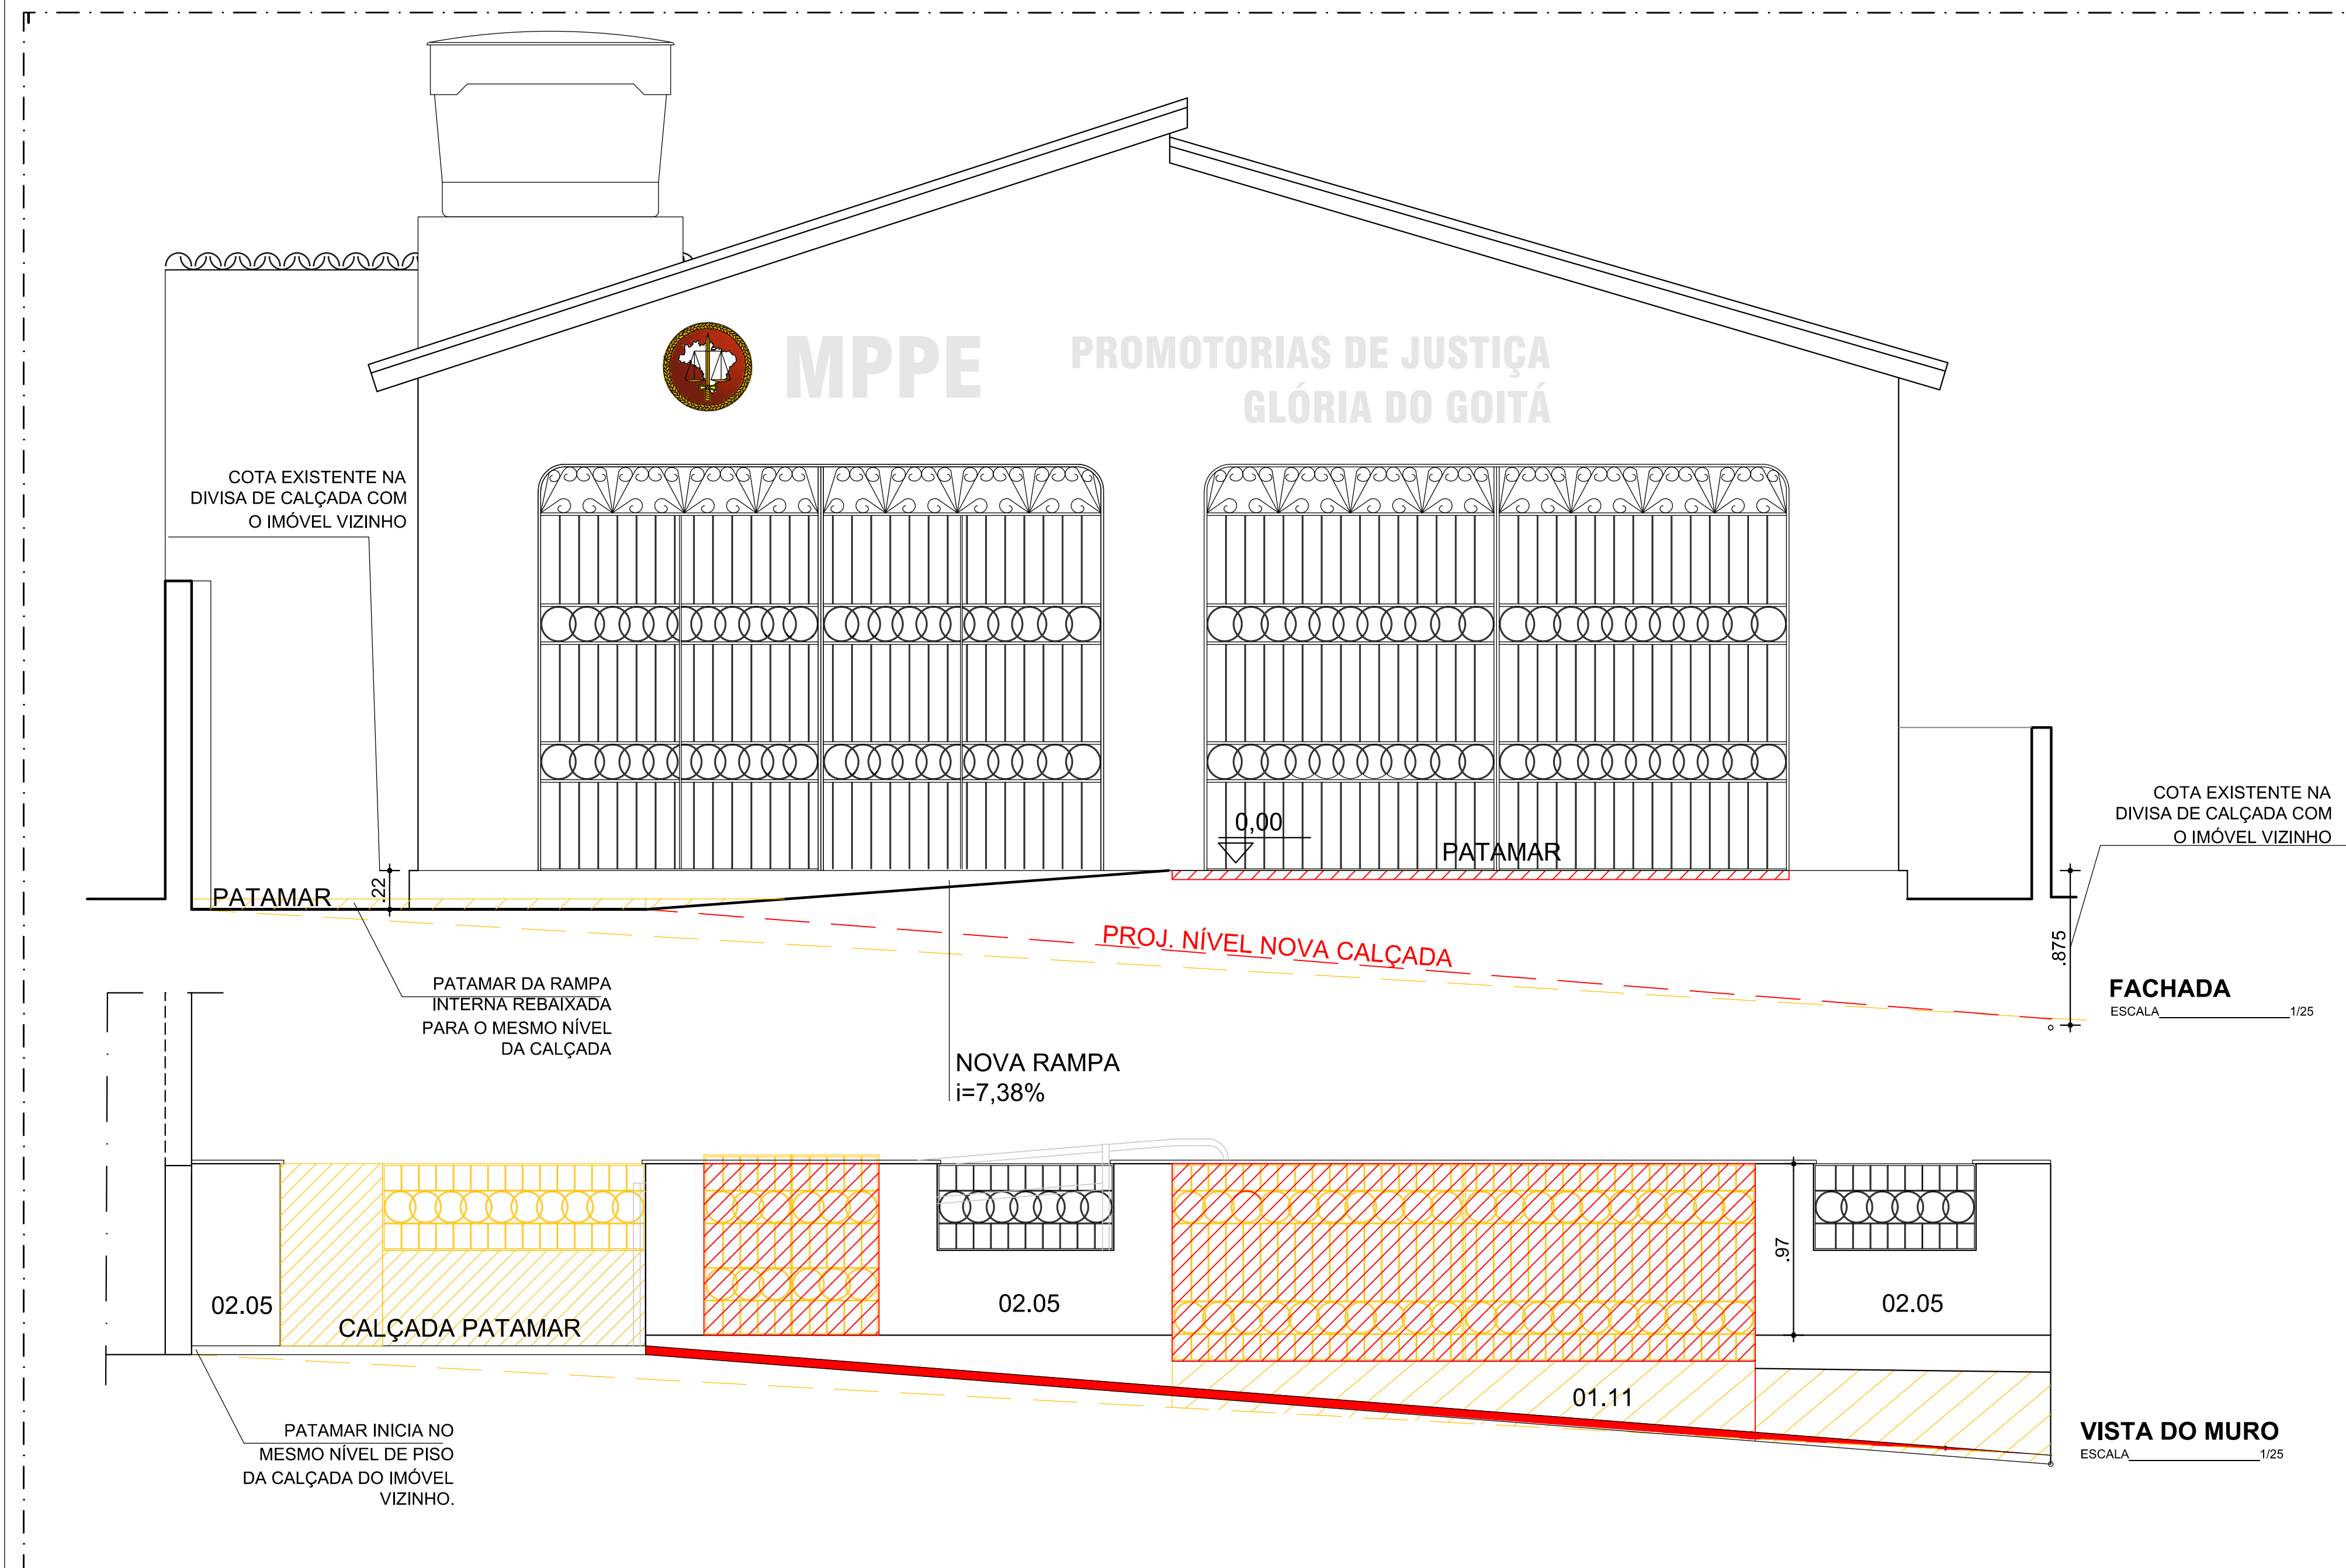 MPPE
PROMOTORIAS DE JUSTIÇA
GLÓRIA DO GOITÁ
COTA EXISTENTE NA
DIVISA DE CALÇADA COM
O IMÓVEL VIZINHO
0,00
PATAMAR
COTA EXISTENTE NA
DIVISA DE CALÇADA COM
O IMÓVEL VIZINHO
PATAMAR
.22
PROJ. NÍVEL NOVA CALÇADA
.875
PATAMAR DA RAMPA
INTERNA REBAIXADA
PARA O MESMO NÍVEL
DA CALÇADA
FACHADA
ESCALA 1/25
NOVA RAMPA
i=7,38%
.97
02.05
02.05
02.05
CALÇADA PATAMAR
01.11
PATAMAR INICIA NO
MESMO NÍVEL DE PISO
DA CALÇADA DO IMÓVEL
VIZINHO.
VISTA DO MURO
ESCALA 1/25